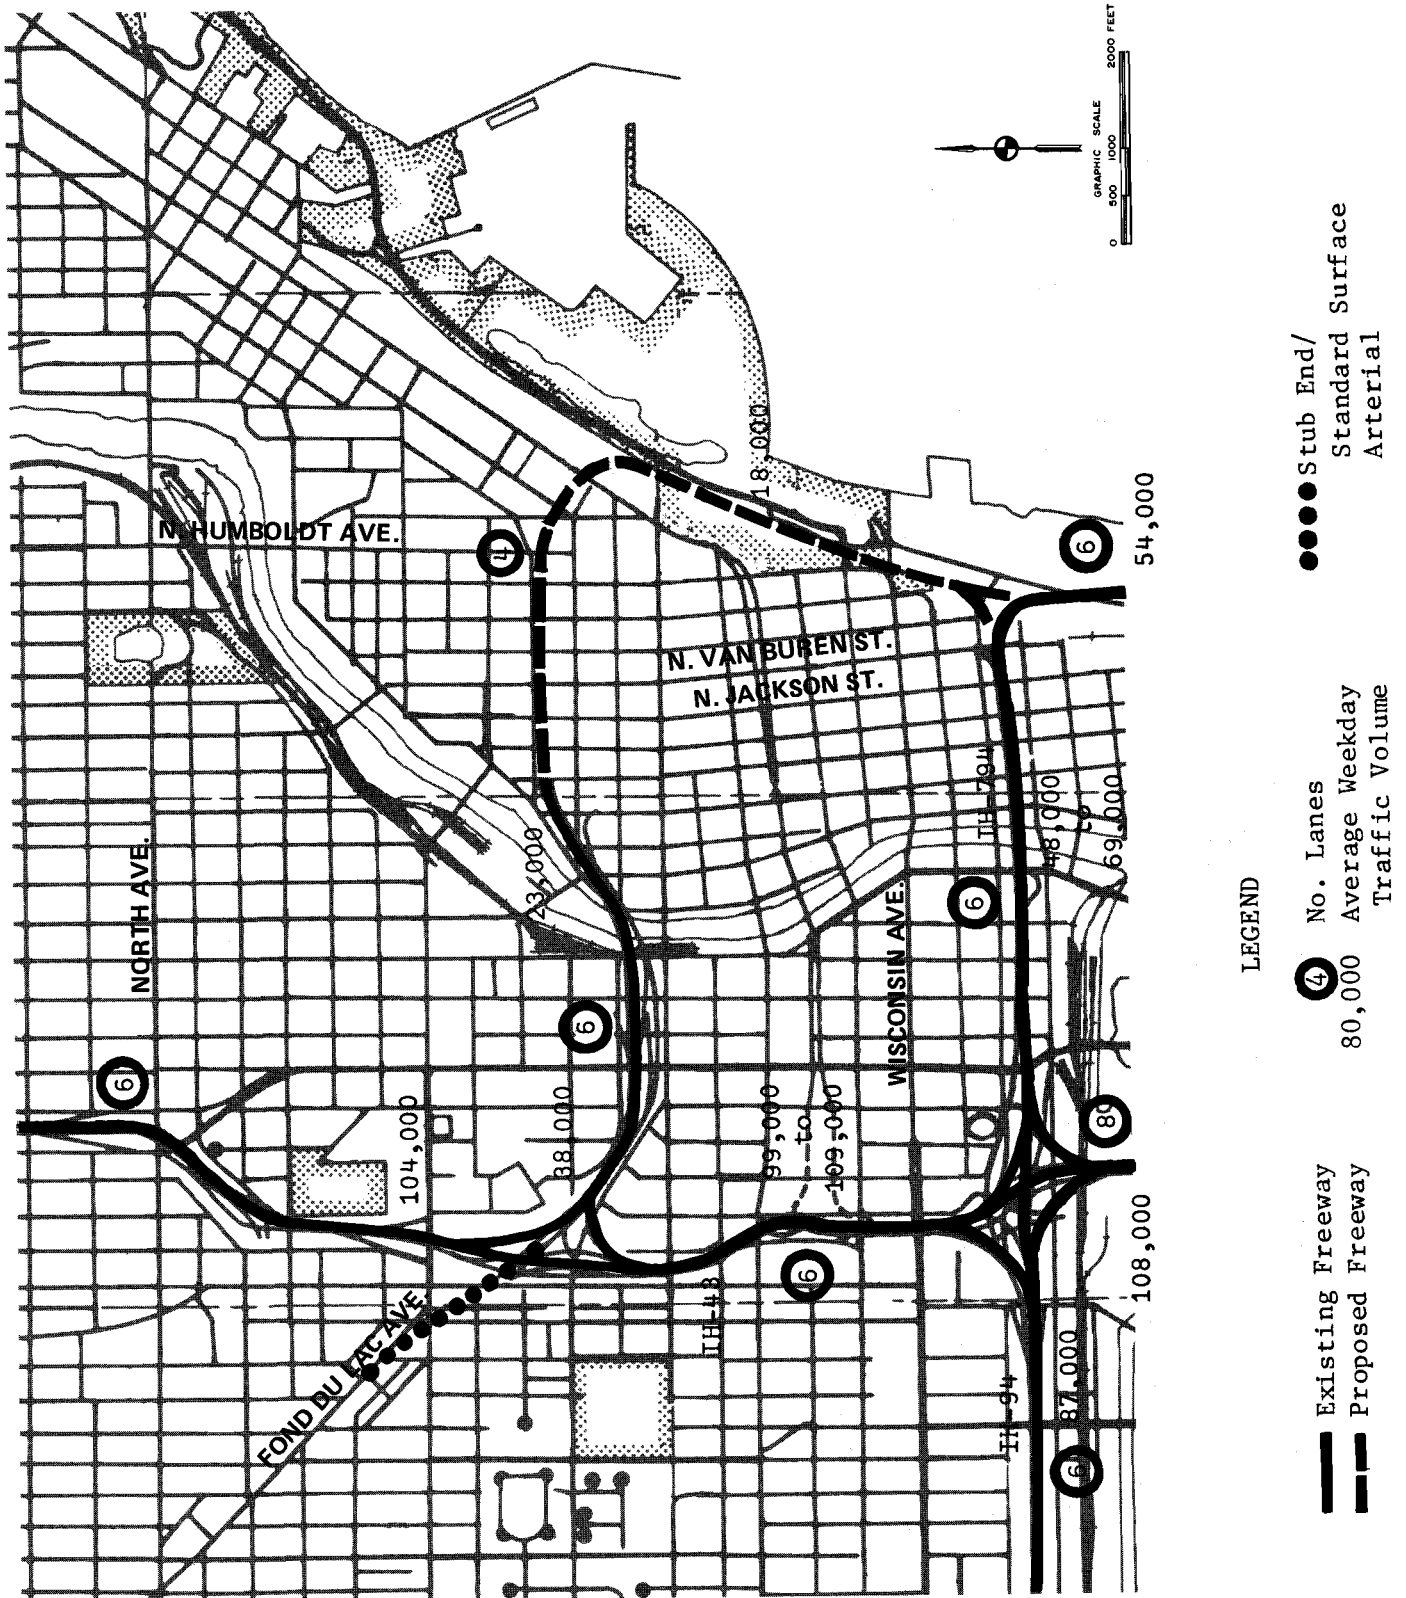 2000 FEET
GRAPHIC SCALE
1000
500
0
N. HUMBOLDT AVE.
4
18,000
6
54,000
N. VAN BUREN ST.
N. JACKSON ST.
NORTH AVE.
23,000
IH-794
48,000
to
69,000
6
WISCONSIN AVE.
6
6
104,000
38,000
99,000
to
109,000
8
108,000
6
IH-43
FOND DU LAC AVE.
IH-94
87,000
6
LEGEND
Existing Freeway
Proposed Freeway
4 No. Lanes
80,000 Average Weekday
Traffic Volume
Stub End/
Standard Surface
Arterial